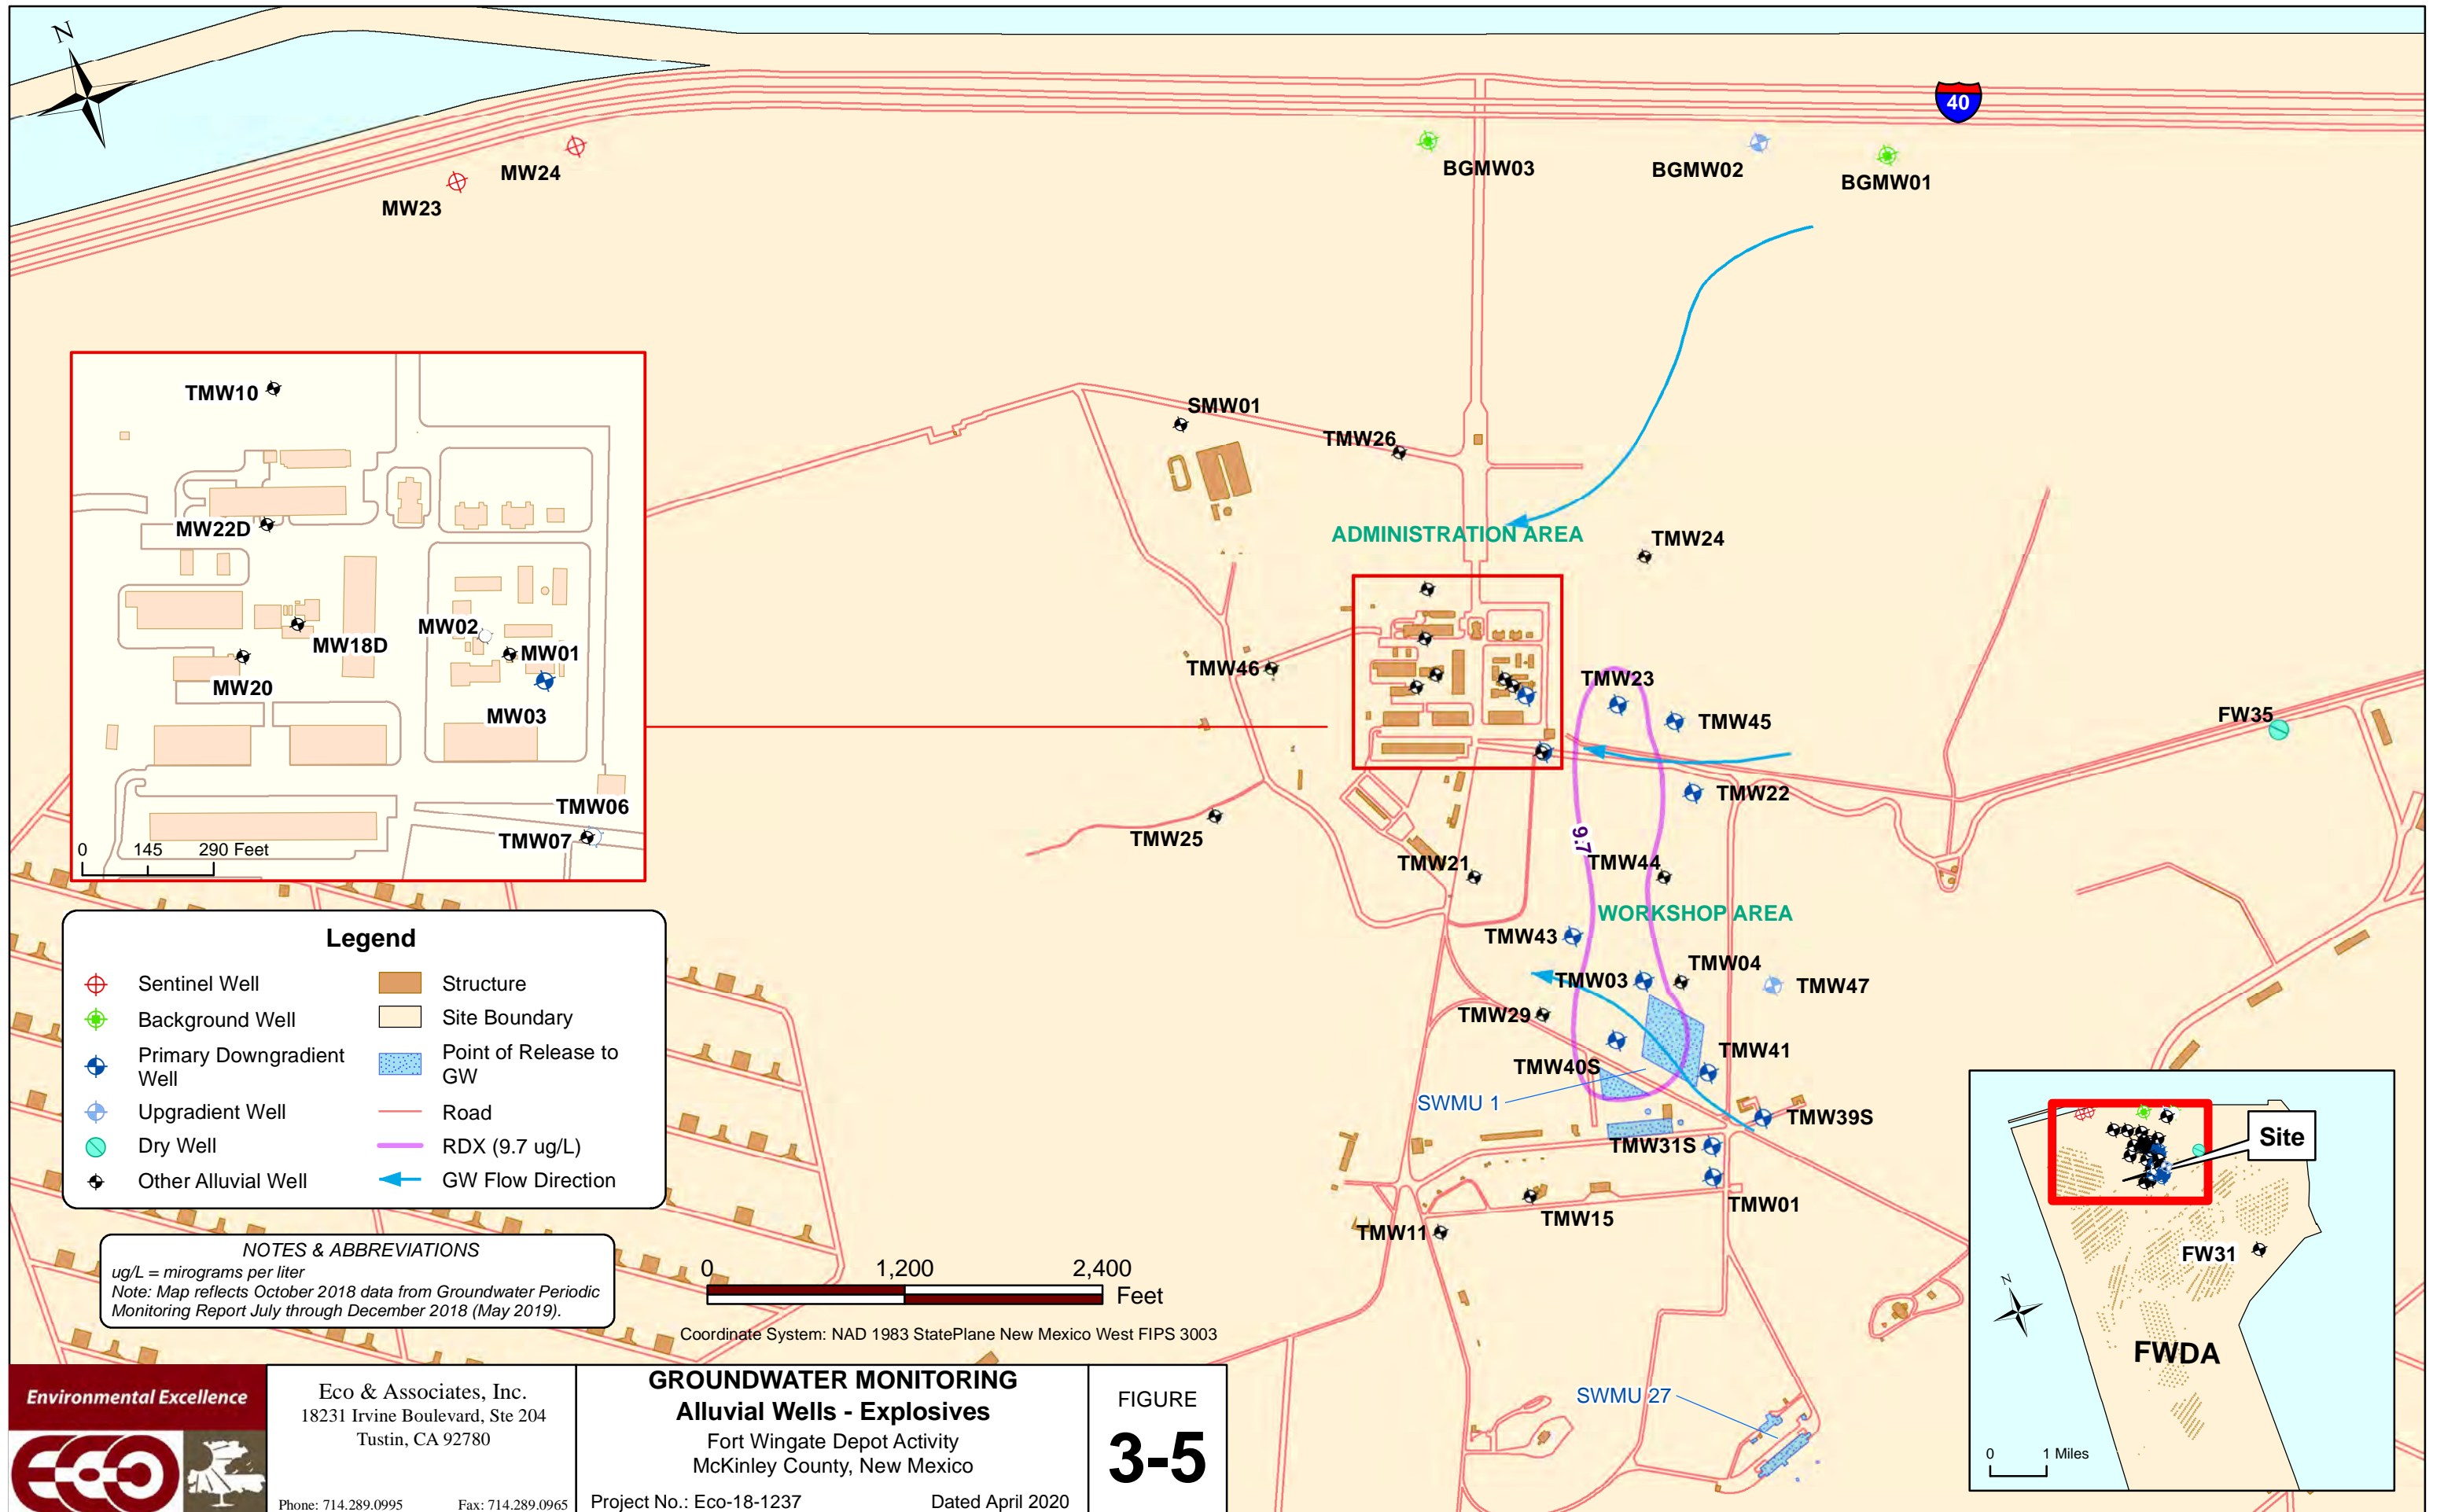 N
40
MW24
MW23
BGMW03
BGMW02
BGMW01
TMW10
MW22D
MW18D
MW20
MW02
MW01
MW03
TMW06
TMW07
0 145 290 Feet
SMW01
TMW26
ADMINISTRATION AREA
TMW24
TMW46
TMW23
TMW45
FW35
TMW22
TMW25
9.7
TMW21
TMW44
WORKSHOP AREA
TMW43
TMW04
TMW03
TMW47
TMW29
TMW41
TMW40S
SWMU 1
TMW39S
TMW31S
TMW01
TMW15
TMW11
SWMU 27
Legend
Sentinel Well
Background Well
Primary Downgradient
Well
Upgradient Well
Dry Well
Other Alluvial Well
Structure
Site Boundary
Point of Release to
GW
Road
RDX (9.7 ug/L)
GW Flow Direction
NOTES & ABBREVIATIONS
ug/L = mirograms per liter
Note: Map reflects October 2018 data from Groundwater Periodic
Monitoring Report July through December 2018 (May 2019).
0 1,200 2,400
Feet
Coordinate System: NAD 1983 StatePlane New Mexico West FIPS 3003
Site
FW31
N
FWDA
0 1 Miles
Environmental Excellence
eco
Eco & Associates, Inc.
18231 Irvine Boulevard, Ste 204
Tustin, CA 92780
Phone: 714.289.0995 Fax: 714.289.0965
GROUNDWATER MONITORING
Alluvial Wells - Explosives
Fort Wingate Depot Activity
McKinley County, New Mexico
Project No.: Eco-18-1237 Dated April 2020
FIGURE
3-5